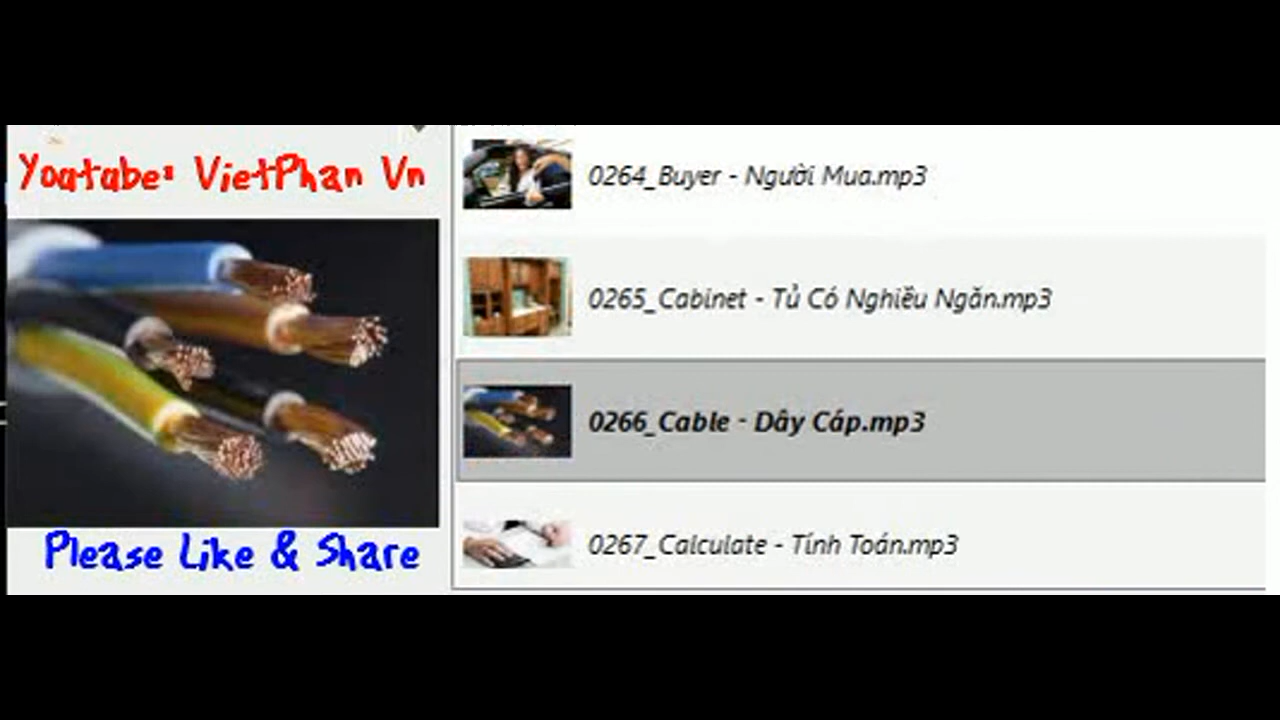 Youtube: VietPhan Vn
Please Like & Share
0264_Buyer - Người Mua.mp3
0265_Cabinet - Tủ Có Nghiều Ngăn.mp3
0266_Cable - Dây Cáp.mp3
0267_Calculate - Tính Toán.mp3